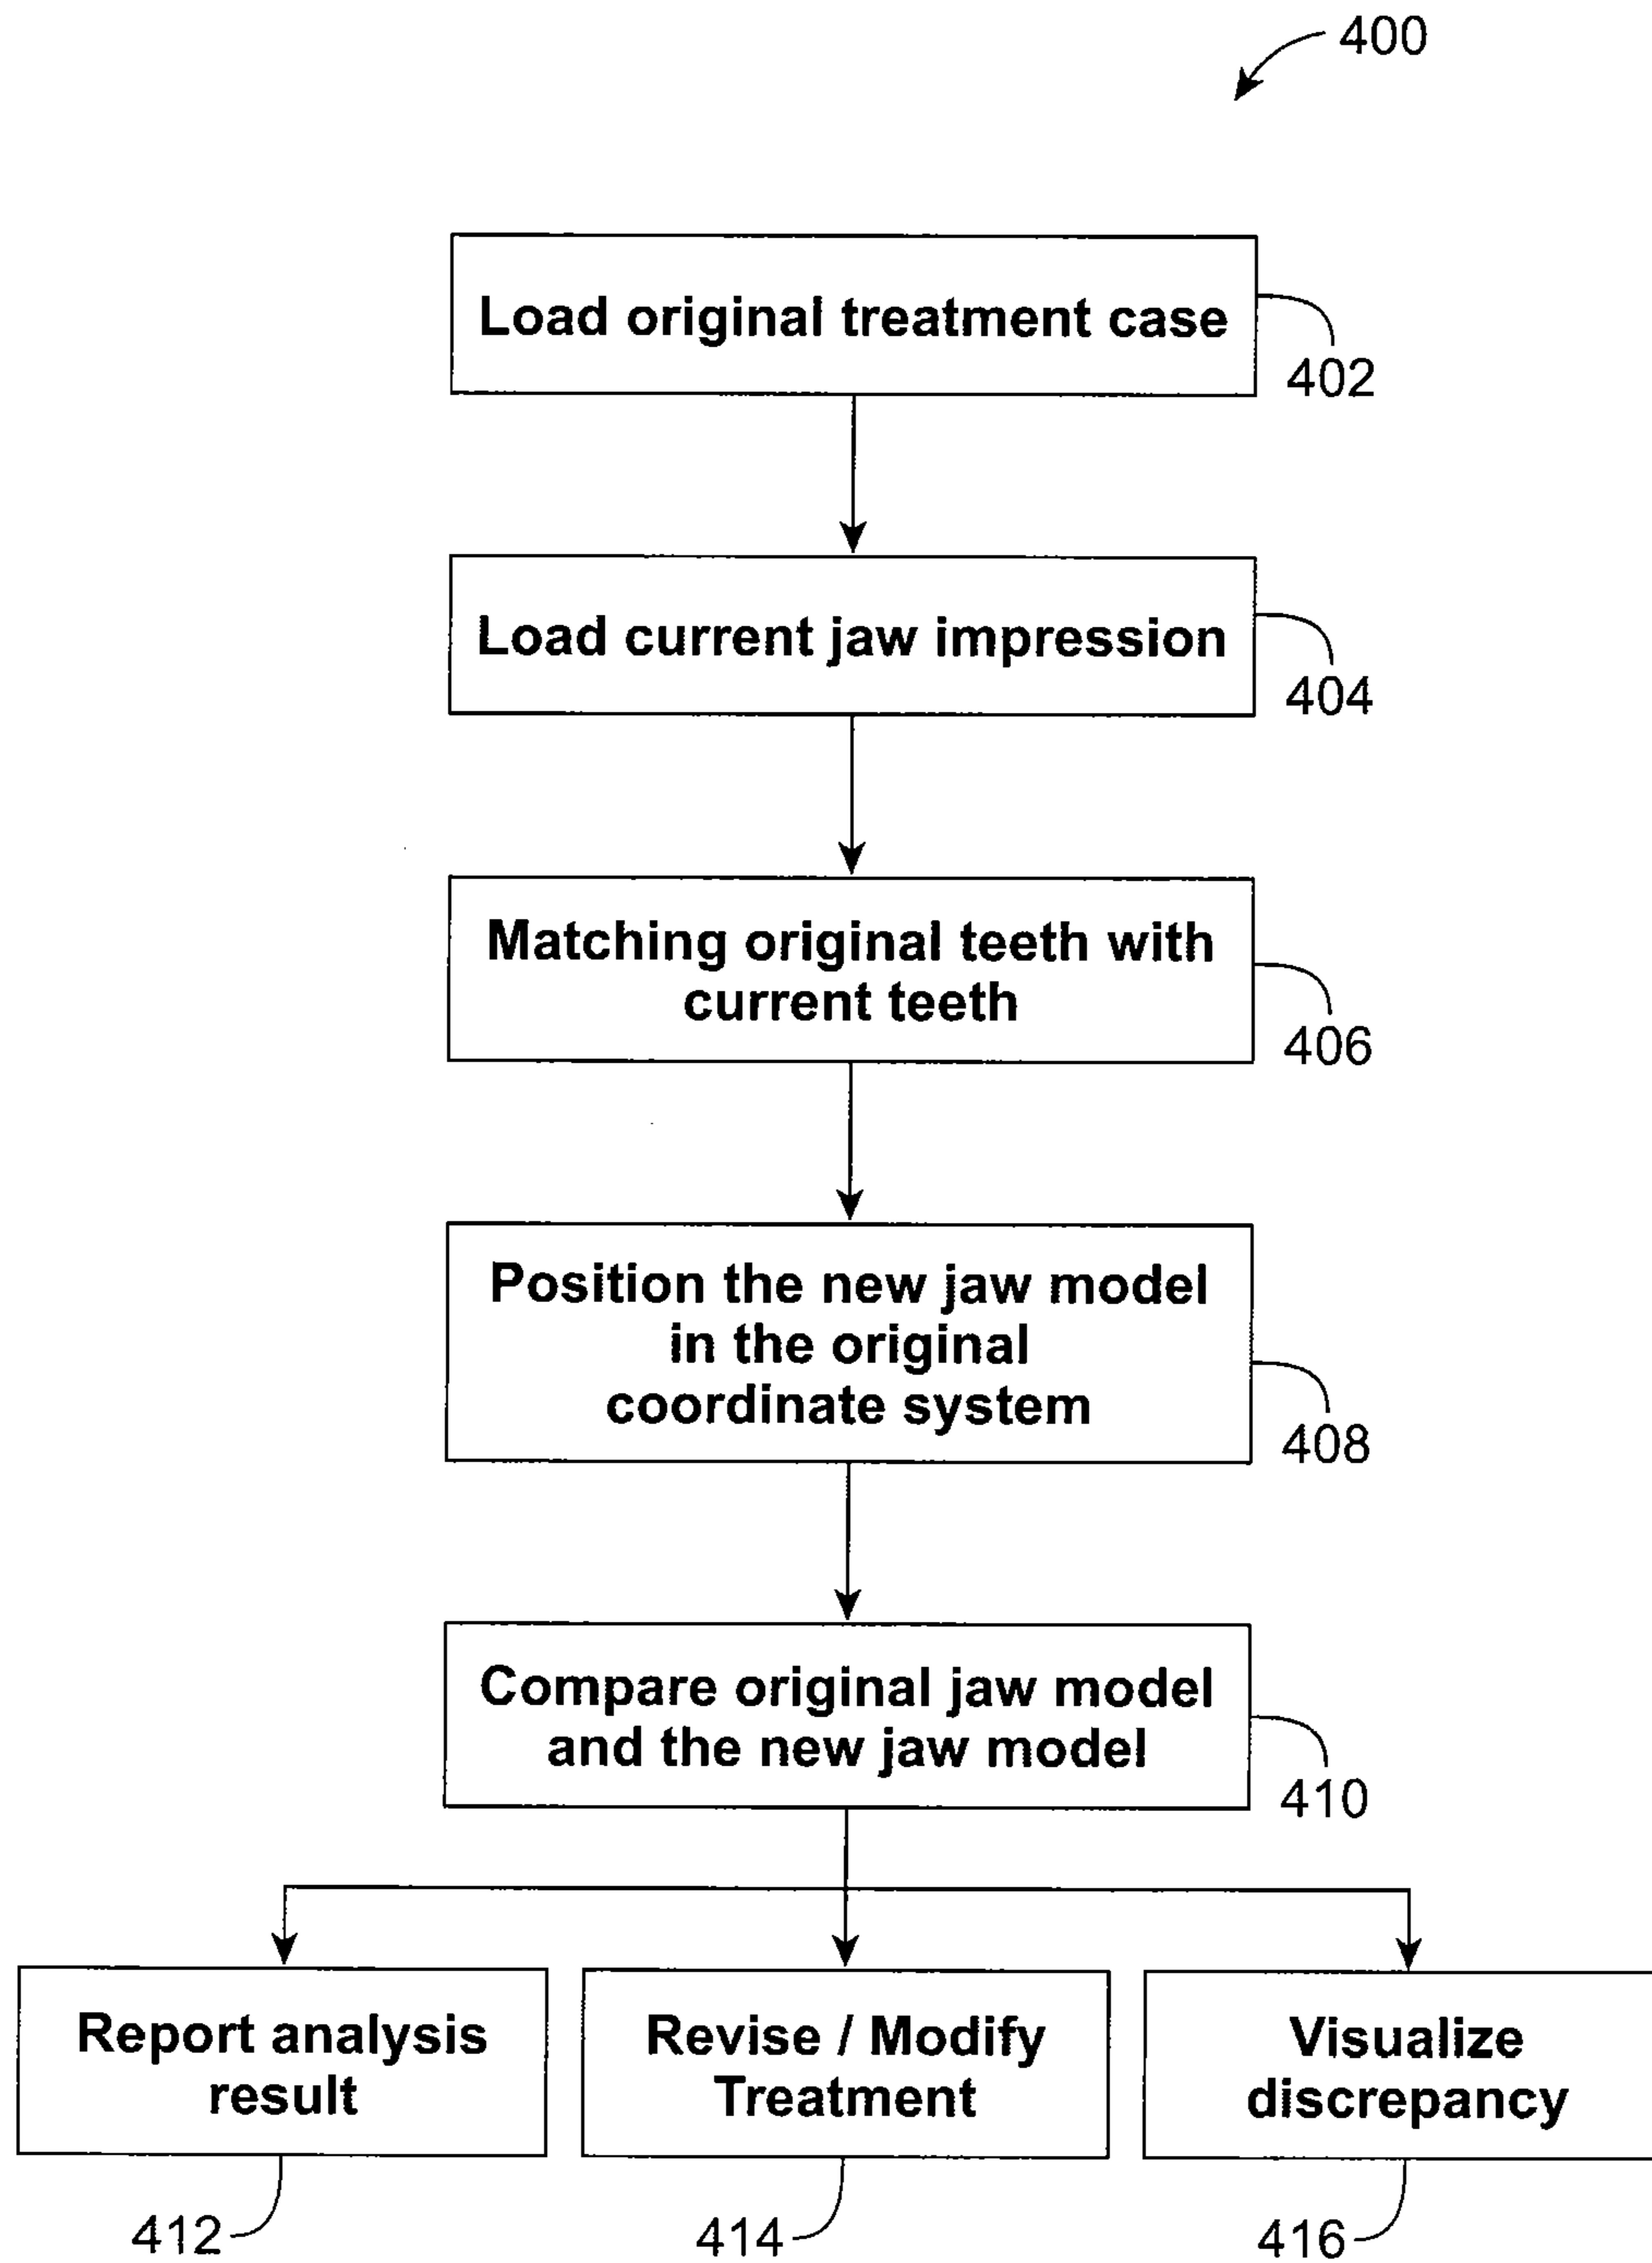 400
Load original treatment case
402
Load current jaw impression
404
Matching original teeth with
current teeth
406
Position the new jaw model
in the original
coordinate system
408
Compare original jaw model
and the new jaw model
410
Report analysis
result
412
Revise / Modify
Treatment
414
Visualize
discrepancy
416